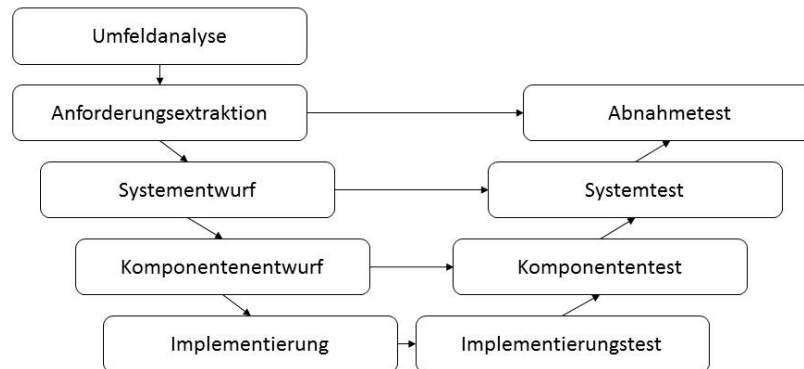 Umfeldanalyse
Anforderungsextraktion
Abnahmetest
Systementwurf
Systemtest
Komponentenentwurf
Komponententest
Implementierung
Implementierungstest